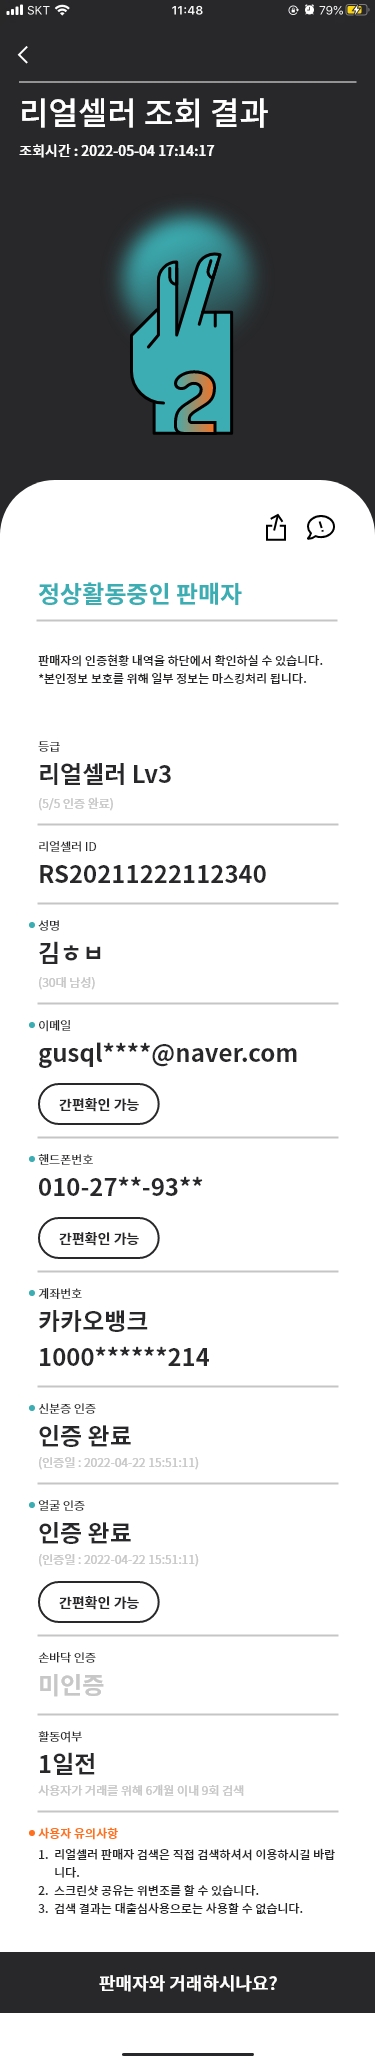 SKT 11:48 79%
리얼셀러 조회 결과
조회시간 : 2022-05-04 17:14:17
2
정상활동중인 판매자
판매자의 인증현황 내역을 하단에서 확인하실 수 있습니다.
*본인정보 보호를 위해 일부 정보는 마스킹처리 됩니다.
등급
리얼셀러 Lv3
(5/5 인증 완료)
리얼셀러 ID
RS20211222112340
성명
김ㅎㅂ
(30대 남성)
이메일
gusql****@naver.com
간편확인 가능
핸드폰번호
010-27**-93**
간편확인 가능
계좌번호
카카오뱅크
1000******214
신분증 인증
인증 완료
(인증일 : 2022-04-22 15:51:11)
얼굴 인증
인증 완료
(인증일 : 2022-04-22 15:51:11)
간편확인 가능
손바닥 인증
미인증
활동여부
1일전
사용자가 거래를 위해 6개월 이내 9회 검색
사용자 유의사항
1. 리얼셀러 판매자 검색은 직접 검색하셔서 이용하시길 바랍
니다.
2. 스크린샷 공유는 위변조를 할 수 있습니다.
3. 검색 결과는 대출심사용으로는 사용할 수 없습니다.
판매자와 거래하시나요?